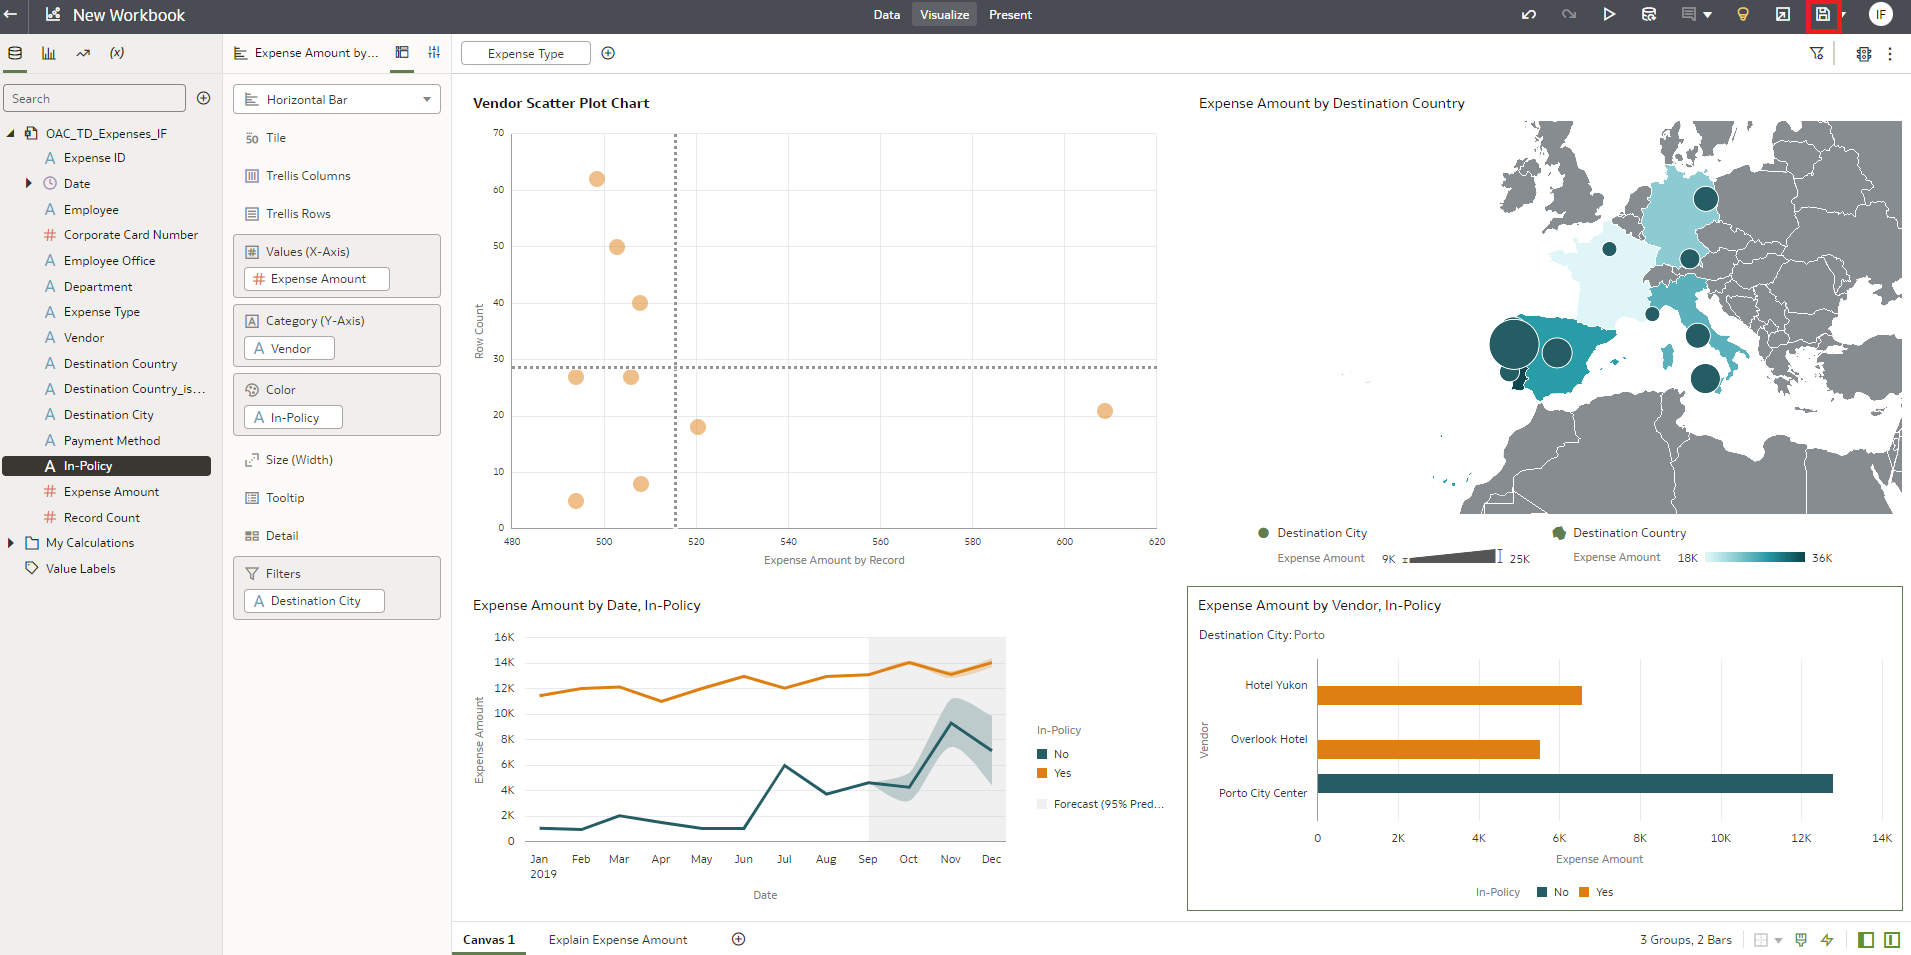 New Workbook
Data
Visualize
Present
IF
Search
OAC_TD_Expenses_IF
A Expense ID
Date
A Employee
# Corporate Card Number
A Employee Office
A Department
A Expense Type
A Vendor
A Destination Country
A Destination Country_is...
A Destination City
A Payment Method
A In-Policy
# Expense Amount
# Record Count
My Calculations
Value Labels
(x)
Expense Amount by...
Horizontal Bar
50 Tile
Trellis Columns
Trellis Rows
Values (X-Axis)
# Expense Amount
A Category (Y-Axis)
A Vendor
Color
A In-Policy
Size (Width)
Tooltip
Detail
Filters
A Destination City
Expense Type
Vendor Scatter Plot Chart
70
60
50
40
30
20
10
0
Row Count
480
500
520
540
560
580
600
620
Expense Amount by Record
Expense Amount by Destination Country
Destination City
Expense Amount
9K
25K
Destination Country
Expense Amount
18K
36K
Expense Amount by Date, In-Policy
16K
14K
12K
10K
8K
6K
4K
2K
0
Expense Amount
Jan
2019
Feb
Mar
Apr
May
Jun
Jul
Aug
Sep
Oct
Nov
Dec
Date
In-Policy
No
Yes
Forecast (95% Pred...
Expense Amount by Vendor, In-Policy
Destination City: Porto
Vendor
Hotel Yukon
Overlook Hotel
Porto City Center
0
2K
4K
6K
8K
10K
12K
14K
Expense Amount
In-Policy
No
Yes
Canvas 1
Explain Expense Amount
3 Groups, 2 Bars